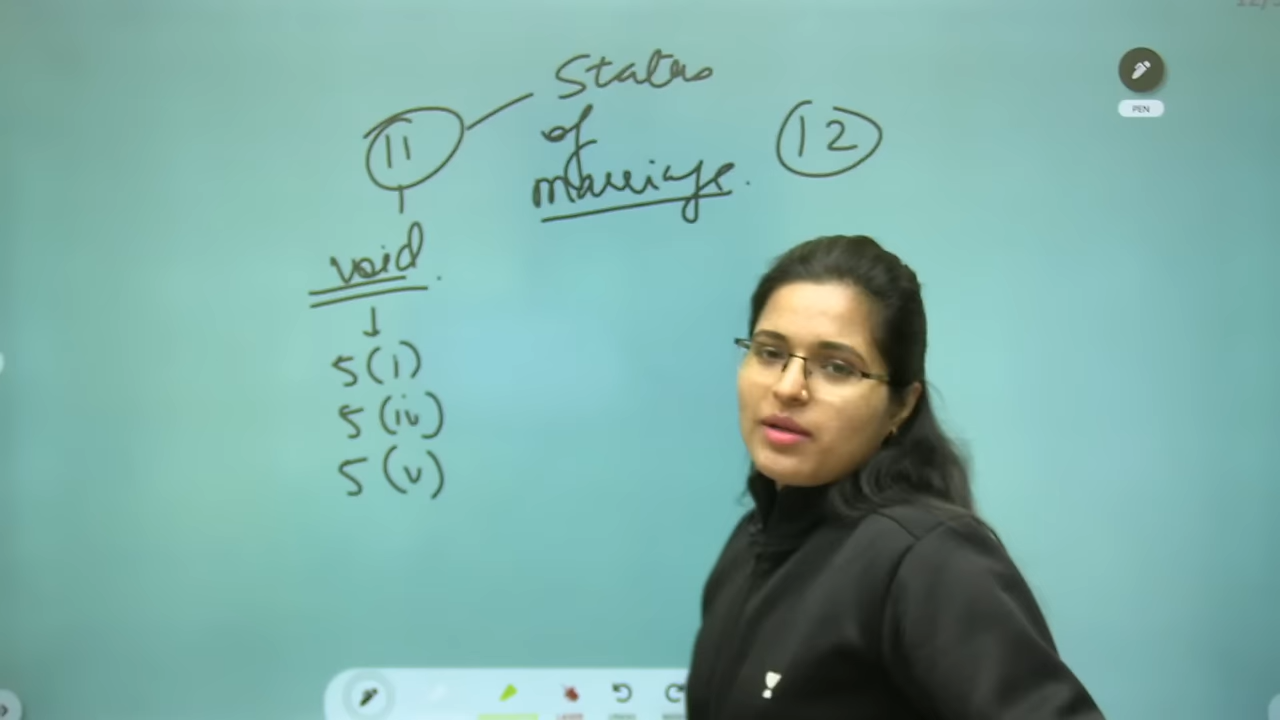 Status
of
marriage.
11
12
void.
5(i)
5(iv)
5(v)
PEN